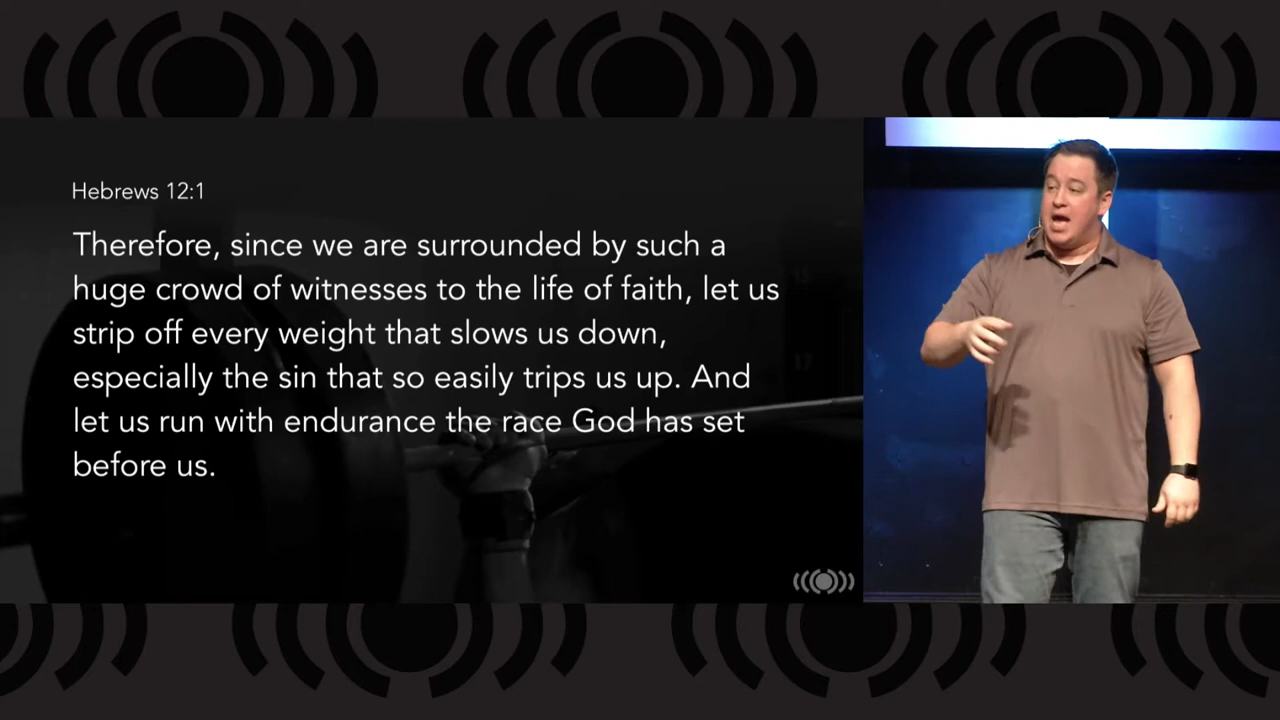 Hebrews 12:1
Therefore, since we are surrounded by such a
huge crowd of witnesses to the life of faith, let us
strip off every weight that slows us down,
especially the sin that so easily trips us up. And
let us run with endurance the race God has set
before us.